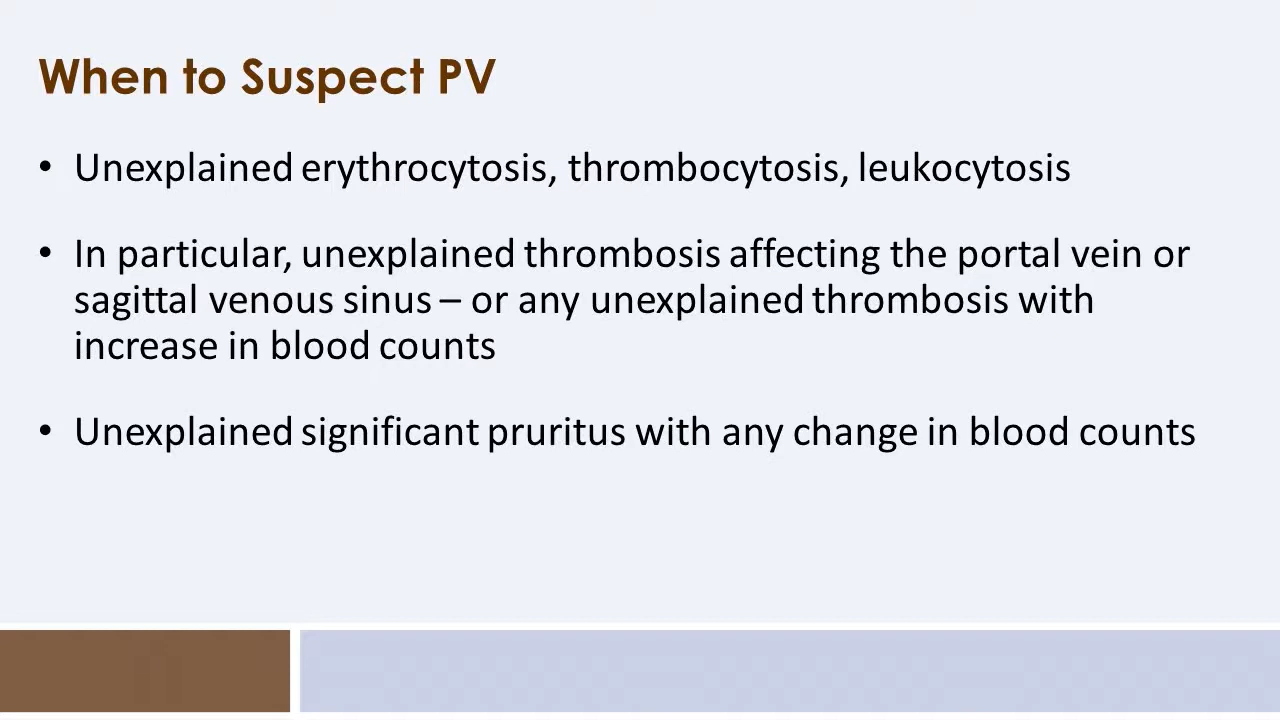 When to Suspect PV
• Unexplained erythrocytosis, thrombocytosis, leukocytosis
• In particular, unexplained thrombosis affecting the portal vein or
sagittal venous sinus – or any unexplained thrombosis with
increase in blood counts
• Unexplained significant pruritus with any change in blood counts